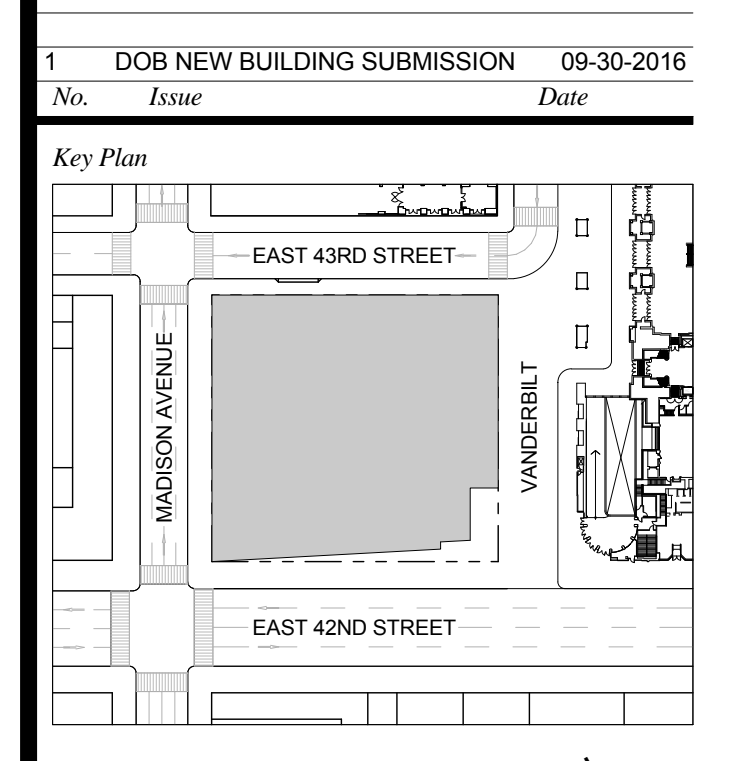 1 DOB NEW BUILDING SUBMISSION 09-30-2016
No. Issue Date
Key Plan
EAST 43RD STREET
MADISON AVENUE
VANDERBILT
EAST 42ND STREET